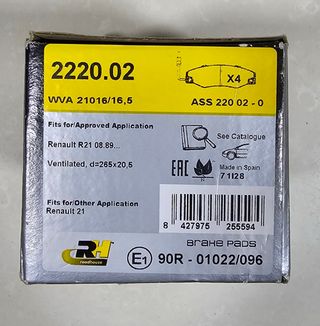 2220.02
X4
WVA 21016/16,5
ASS 220 02 - 0
Fits for/Approved Application
Renault R21 08.89...
See Catalogue
Ventilated, d=265x20,5
EAC
Made in Spain
71128
Fits for/Other Application
Renault 21
8 427975 255594
RH
roadhouse
BRAKE PADS
E1 90R - 01022/096